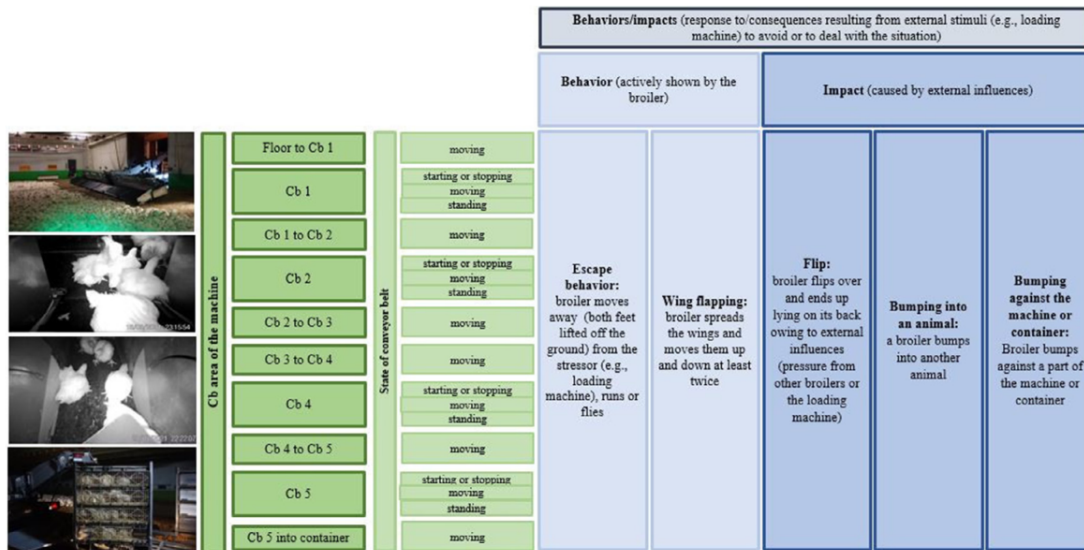 Behaviors/impacts (response to/consequences resulting from external stimuli (e.g., loading
machine) to avoid or to deal with the situation)
Behavior (actively shown by the
broiler)
Impact (caused by external influences)
Cb area of the machine
Floor to Cb 1
Cb 1
Cb 1 to Cb 2
Cb 2
Cb 2 to Cb 3
Cb 3 to Cb 4
Cb 4
Cb 4 to Cb 5
Cb 5
Cb 5 into container
State of conveyor belt
moving
starting or stopping
moving
standing
moving
starting or stopping
moving
standing
moving
moving
starting or stopping
moving
standing
moving
starting or stopping
moving
standing
moving
Escape
behavior:
broiler moves
away (both feet
lifted off the
ground) from the
stressor (e.g.,
loading
machine), runs or
flies
Wing flapping:
broiler spreads
the wings and
moves them up
and down at least
twice
Flip:
broiler flips over
and ends up
lying on its back
owing to external
influences
(pressure from
other broilers or
the loading
machine)
Bumping into
an animal:
a broiler bumps
into another
animal
Bumping
against the
machine or
container:
Broiler bumps
against a part of
the machine or
container